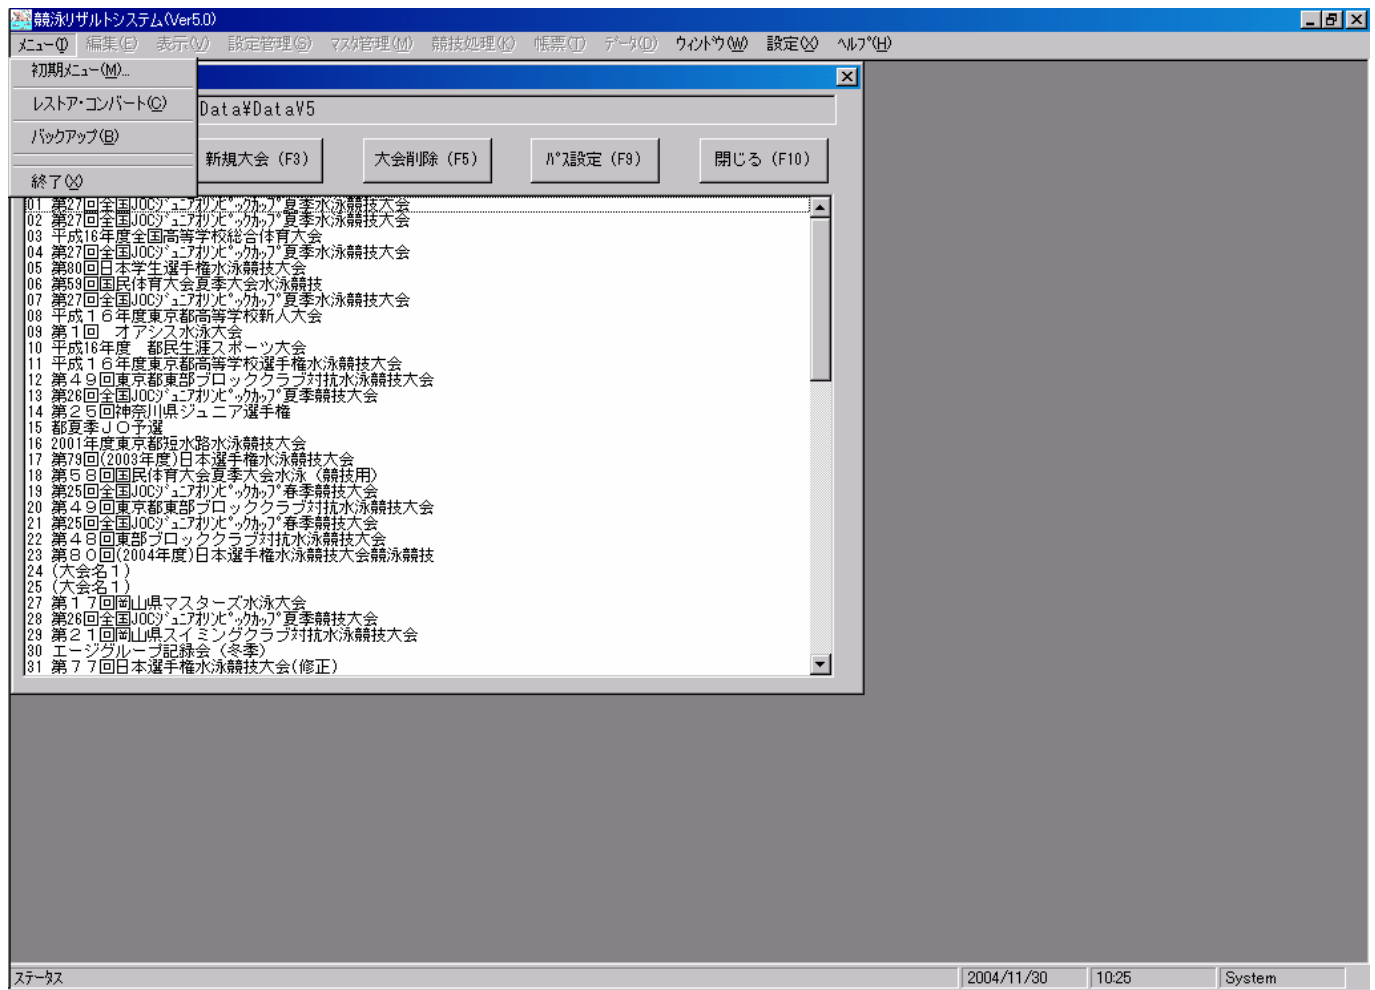 競泳リザルトシステム(Ver5.0)
ﾒﾆｭｰ(I) 編集(E) 表示(V) 設定管理(S) ﾏｽﾀ管理(M) 競技処理(K) 帳票(T) ﾃﾞｰﾀ(D) ｳｨﾝﾄﾞｳ(W) 設定(X) ﾍﾙﾌﾟ(H)
初期ﾒﾆｭｰ(M)...
レストア・コンバート(C)
バックアップ(B)
終了(X)
Data¥DataV5
新規大会 (F3) 大会削除 (F5) ﾊﾟｽ設定 (F9) 閉じる (F10)
01 第27回全国JOCｼﾞｭﾆｱｵﾘﾝﾋﾟｯｸｶｯﾌﾟ夏季水泳競技大会
02 第27回全国JOCｼﾞｭﾆｱｵﾘﾝﾋﾟｯｸｶｯﾌﾟ夏季水泳競技大会
03 平成16年度全国高等学校総合体育大会
04 第27回全国JOCｼﾞｭﾆｱｵﾘﾝﾋﾟｯｸｶｯﾌﾟ夏季水泳競技大会
05 第80回日本学生選手権水泳競技大会
06 第59回国民体育大会夏季大会水泳競技
07 第27回全国JOCｼﾞｭﾆｱｵﾘﾝﾋﾟｯｸｶｯﾌﾟ夏季水泳競技大会
08 平成１６年度東京都高等学校新人大会
09 第１回　オアシス水泳大会
10 平成16年度　都民生涯スポーツ大会
11 平成１６年度東京都高等学校選手権水泳競技大会
12 第４９回東京都東部ブロッククラブ対抗水泳競技大会
13 第26回全国JOCｼﾞｭﾆｱｵﾘﾝﾋﾟｯｸｶｯﾌﾟ夏季競技大会
14 第２５回神奈川県ジュニア選手権
15 都夏季ＪＯ予選
16 2001年度東京都短水路水泳競技大会
17 第79回(2003年度)日本選手権水泳競技大会
18 第５８回国民体育大会夏季大会水泳（競技用）
19 第25回全国JOCｼﾞｭﾆｱｵﾘﾝﾋﾟｯｸｶｯﾌﾟ春季競技大会
20 第４９回東京都東部ブロッククラブ対抗水泳競技大会
21 第25回全国JOCｼﾞｭﾆｱｵﾘﾝﾋﾟｯｸｶｯﾌﾟ春季競技大会
22 第４８回東部ブロッククラブ対抗水泳競技大会
23 第８０回(2004年度)日本選手権水泳競技大会競泳競技
24 (大会名１)
25 (大会名１)
27 第１７回岡山県マスターズ水泳大会
28 第26回全国JOCｼﾞｭﾆｱｵﾘﾝﾋﾟｯｸｶｯﾌﾟ夏季競技大会
29 第２１回岡山県スイミングクラブ対抗水泳競技大会
30 エージグループ記録会（冬季）
31 第７７回日本選手権水泳競技大会(修正)
ｽﾃｰﾀｽ 2004/11/30 10:25 System